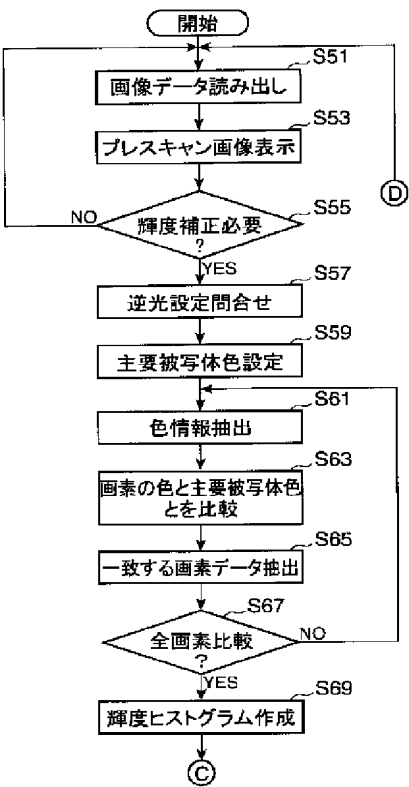 開始
S51
画像データ読み出し
S53
プレスキャン画像表示
D
S55
輝度補正必要
?
NO
YES
S57
逆光設定問合せ
S59
主要被写体色設定
S61
色情報抽出
S63
画素の色と主要被写体色
とを比較
S65
一致する画素データ抽出
S67
全画素比較
?
NO
YES
S69
輝度ヒストグラム作成
C